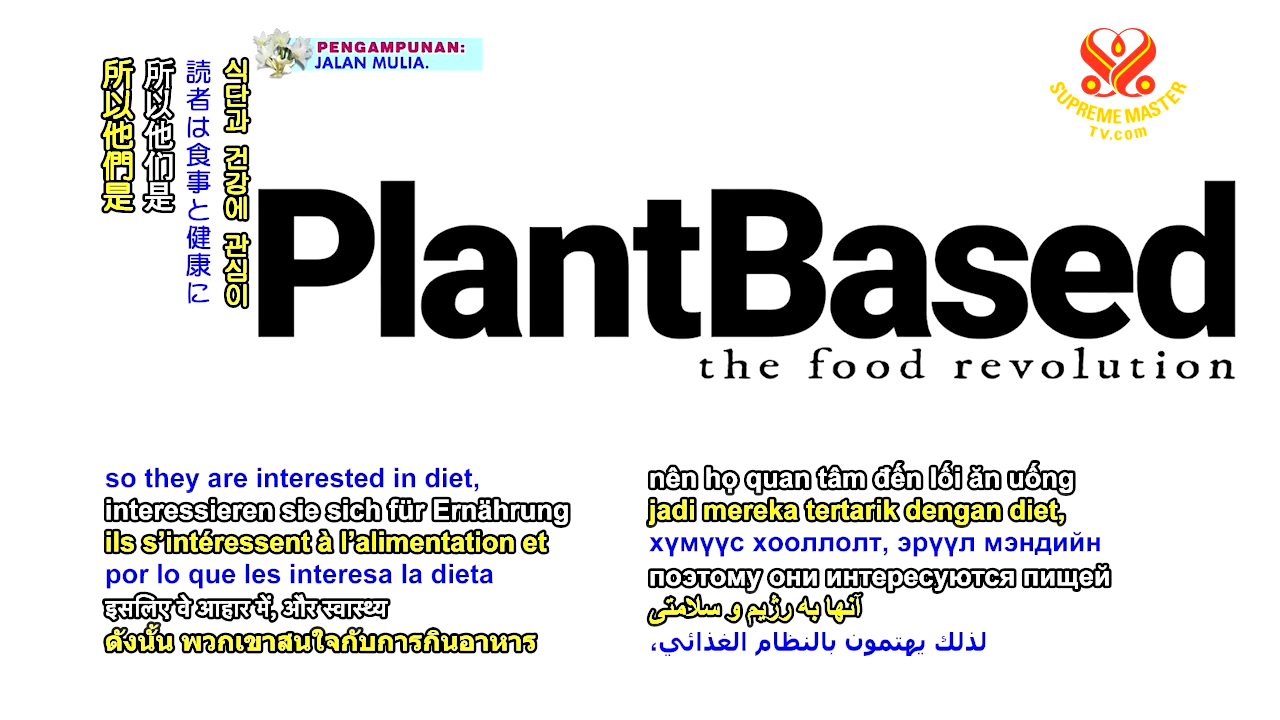 PENGAMPUNAN:
JALAN MULIA.
SUPREME MASTER
TV.com
所以他們是
所以他们是
読者は食事と健康に
식단과 건강에 관심이
PlantBased
the food revolution
so they are interested in diet,
interessieren sie sich für Ernährung
ils s’intéressent à l’alimentation et
por lo que les interesa la dieta
इसलिए वे आहार में, और स्वास्थ्य
ดังนั้น พวกเขาสนใจกับการกินอาหาร
nên họ quan tâm đến lối ăn uống
jadi mereka tertarik dengan diet,
хүмүүс хооллолт, эрүүл мэндийн
поэтому они интересуются пищей
آنها به رژیم و سلامتی
لذلك يهتمون بالنظام الغذائي،